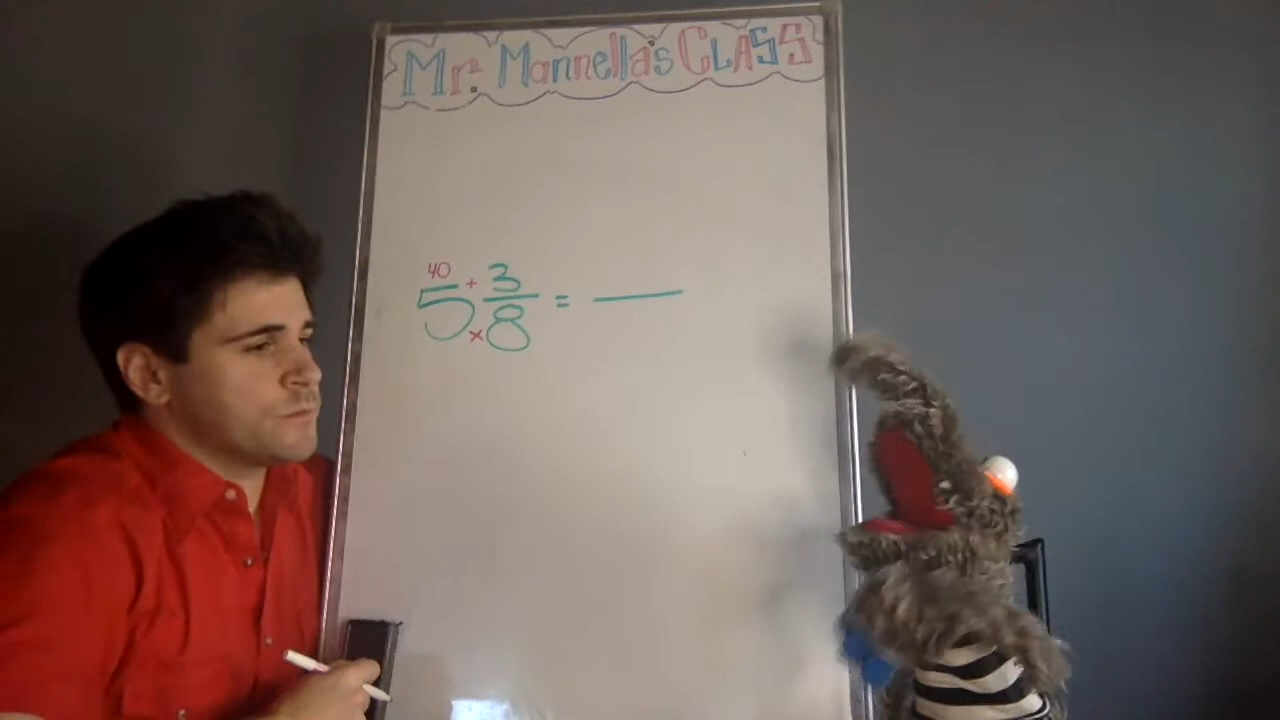 Mr. Mannella's CLASS
40 + 3
5 × 8 = ___